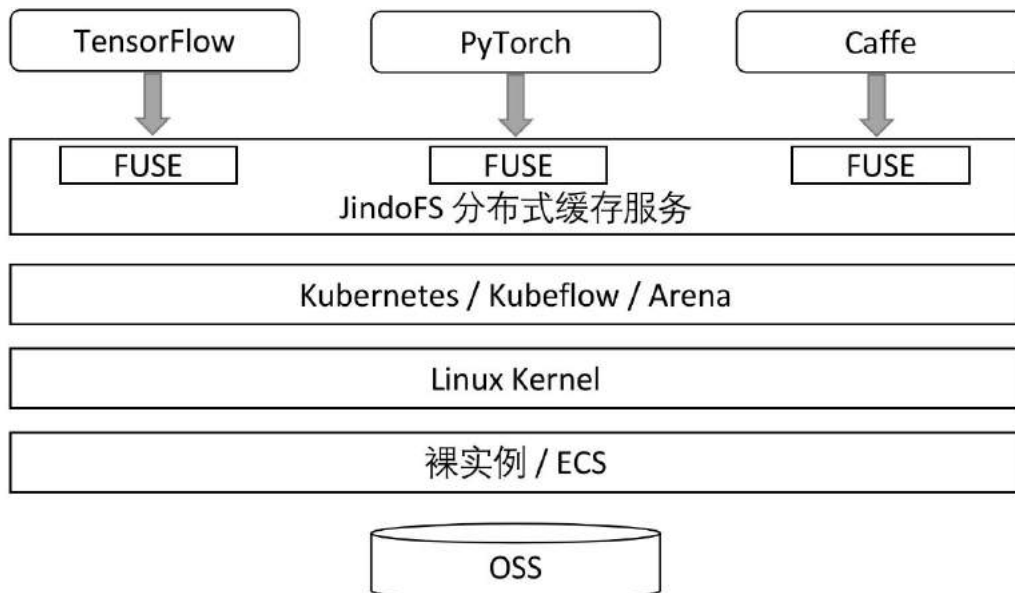 TensorFlow PyTorch Caffe
FUSE FUSE FUSE
JindoFS 分布式缓存服务
Kubernetes / Kubeflow / Arena
Linux Kernel
裸实例 / ECS
OSS